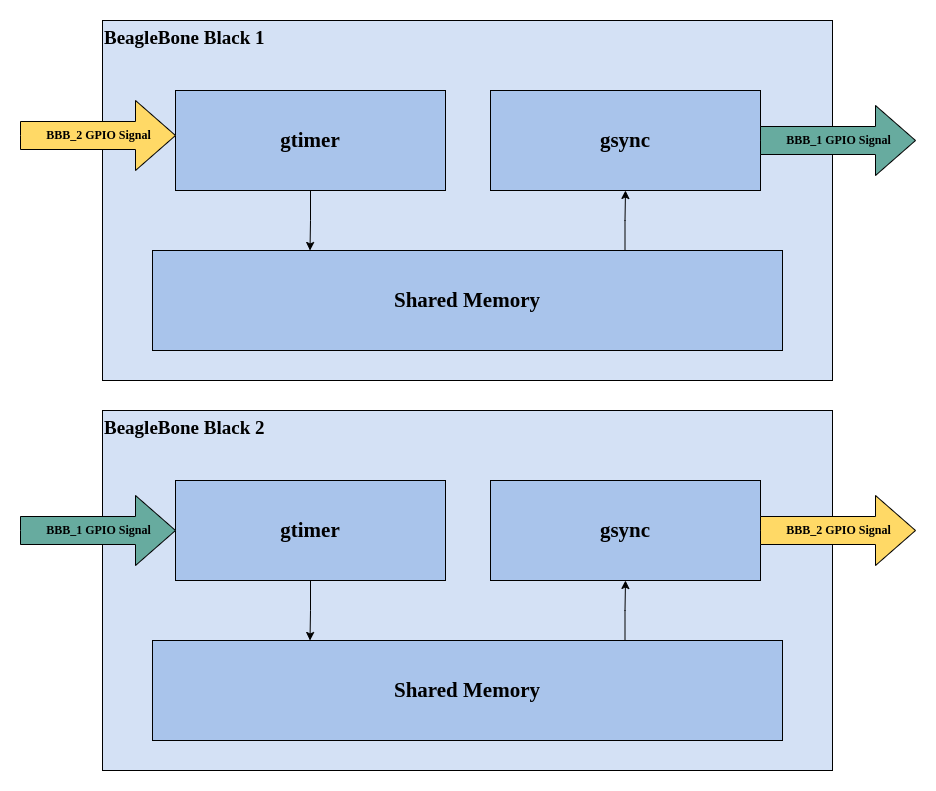 BeagleBone Black 1
BBB_2 GPIO Signal
gtimer
gsync
BBB_1 GPIO Signal
Shared Memory
BeagleBone Black 2
BBB_1 GPIO Signal
gtimer
gsync
BBB_2 GPIO Signal
Shared Memory